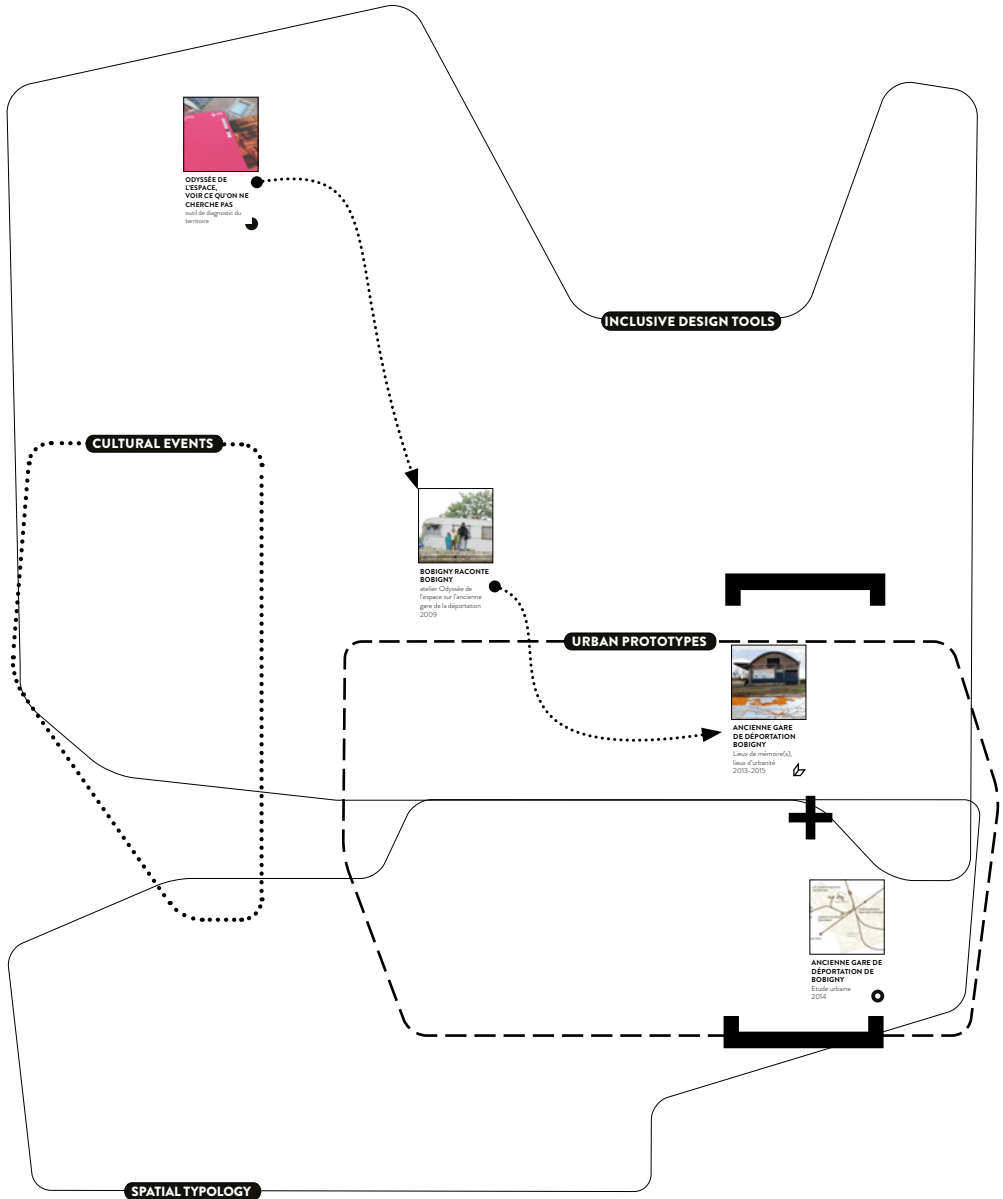 ODYSSÉE DE
L'ESPACE,
VOIR CE QU'ON NE
CHERCHE PAS
outil de diagnostic du
territoire
INCLUSIVE DESIGN TOOLS
CULTURAL EVENTS
BOBIGNY RACONTE
BOBIGNY
atelier Odyssée de
l'espace sur l'ancienne
gare de la déportation
2009
URBAN PROTOTYPES
ANCIENNE GARE
DE DÉPORTATION
BOBIGNY
Lieux de mémoire(s),
lieux d'urbanité
2013-2015
ANCIENNE GARE DE
DÉPORTATION DE
BOBIGNY
Etude urbaine
2014
SPATIAL TYPOLOGY